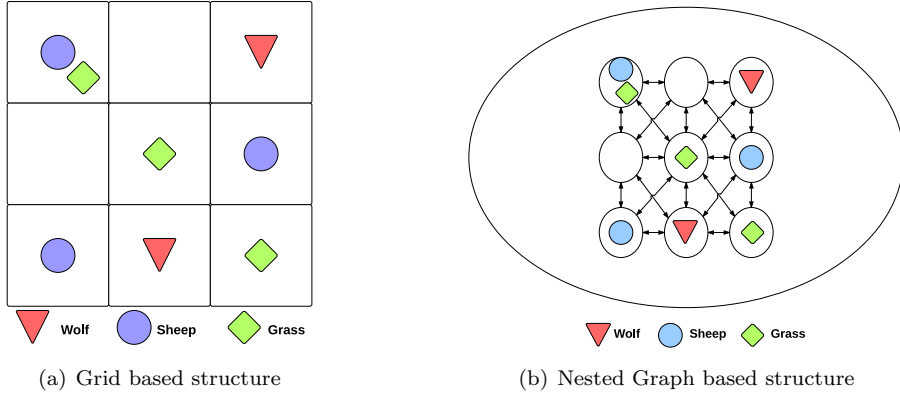 Wolf Sheep Grass
Wolf Sheep Grass
(a) Grid based structure
(b) Nested Graph based structure